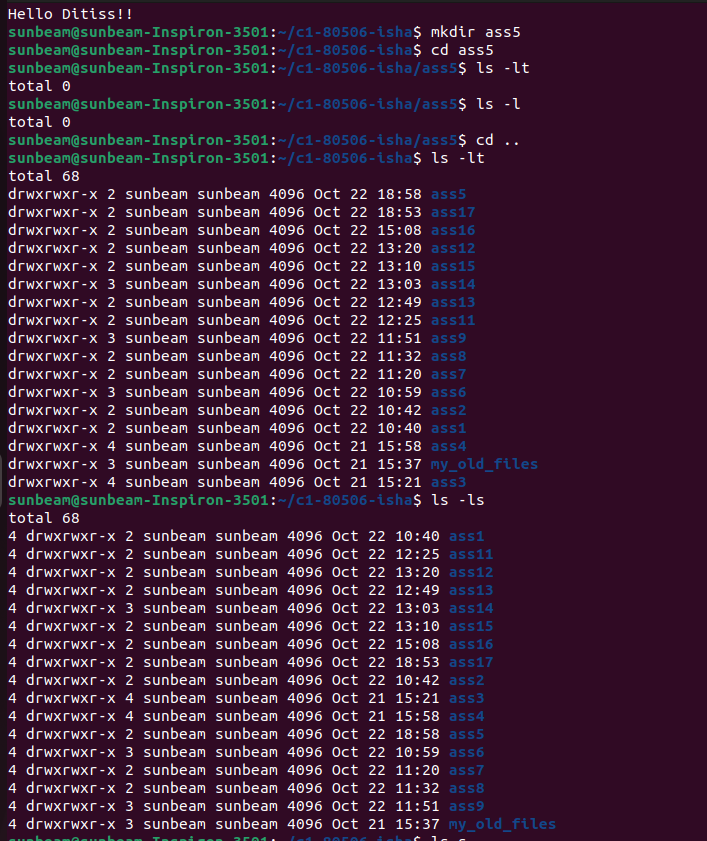 Hello Ditiss!!
sunbeam@sunbeam-Inspiron-3501:~/c1-80506-isha$ mkdir ass5
sunbeam@sunbeam-Inspiron-3501:~/c1-80506-isha$ cd ass5
sunbeam@sunbeam-Inspiron-3501:~/c1-80506-isha/ass5$ ls -lt
total 0
sunbeam@sunbeam-Inspiron-3501:~/c1-80506-isha/ass5$ ls -l
total 0
sunbeam@sunbeam-Inspiron-3501:~/c1-80506-isha/ass5$ cd ..
sunbeam@sunbeam-Inspiron-3501:~/c1-80506-isha$ ls -lt
total 68
drwxrwxr-x 2 sunbeam sunbeam 4096 Oct 22 18:58 ass5
drwxrwxr-x 2 sunbeam sunbeam 4096 Oct 22 18:53 ass17
drwxrwxr-x 2 sunbeam sunbeam 4096 Oct 22 15:08 ass16
drwxrwxr-x 2 sunbeam sunbeam 4096 Oct 22 13:20 ass12
drwxrwxr-x 2 sunbeam sunbeam 4096 Oct 22 13:10 ass15
drwxrwxr-x 3 sunbeam sunbeam 4096 Oct 22 13:03 ass14
drwxrwxr-x 2 sunbeam sunbeam 4096 Oct 22 12:49 ass13
drwxrwxr-x 2 sunbeam sunbeam 4096 Oct 22 12:25 ass11
drwxrwxr-x 3 sunbeam sunbeam 4096 Oct 22 11:51 ass9
drwxrwxr-x 2 sunbeam sunbeam 4096 Oct 22 11:32 ass8
drwxrwxr-x 2 sunbeam sunbeam 4096 Oct 22 11:20 ass7
drwxrwxr-x 3 sunbeam sunbeam 4096 Oct 22 10:59 ass6
drwxrwxr-x 2 sunbeam sunbeam 4096 Oct 22 10:42 ass2
drwxrwxr-x 2 sunbeam sunbeam 4096 Oct 22 10:40 ass1
drwxrwxr-x 4 sunbeam sunbeam 4096 Oct 21 15:58 ass4
drwxrwxr-x 3 sunbeam sunbeam 4096 Oct 21 15:37 my_old_files
drwxrwxr-x 4 sunbeam sunbeam 4096 Oct 21 15:21 ass3
sunbeam@sunbeam-Inspiron-3501:~/c1-80506-isha$ ls -ls
total 68
4 drwxrwxr-x 2 sunbeam sunbeam 4096 Oct 22 10:40 ass1
4 drwxrwxr-x 2 sunbeam sunbeam 4096 Oct 22 12:25 ass11
4 drwxrwxr-x 2 sunbeam sunbeam 4096 Oct 22 13:20 ass12
4 drwxrwxr-x 2 sunbeam sunbeam 4096 Oct 22 12:49 ass13
4 drwxrwxr-x 3 sunbeam sunbeam 4096 Oct 22 13:03 ass14
4 drwxrwxr-x 2 sunbeam sunbeam 4096 Oct 22 13:10 ass15
4 drwxrwxr-x 2 sunbeam sunbeam 4096 Oct 22 15:08 ass16
4 drwxrwxr-x 2 sunbeam sunbeam 4096 Oct 22 18:53 ass17
4 drwxrwxr-x 2 sunbeam sunbeam 4096 Oct 22 10:42 ass2
4 drwxrwxr-x 4 sunbeam sunbeam 4096 Oct 21 15:21 ass3
4 drwxrwxr-x 4 sunbeam sunbeam 4096 Oct 21 15:58 ass4
4 drwxrwxr-x 2 sunbeam sunbeam 4096 Oct 22 18:58 ass5
4 drwxrwxr-x 3 sunbeam sunbeam 4096 Oct 22 10:59 ass6
4 drwxrwxr-x 2 sunbeam sunbeam 4096 Oct 22 11:20 ass7
4 drwxrwxr-x 2 sunbeam sunbeam 4096 Oct 22 11:32 ass8
4 drwxrwxr-x 3 sunbeam sunbeam 4096 Oct 22 11:51 ass9
4 drwxrwxr-x 3 sunbeam sunbeam 4096 Oct 21 15:37 my_old_files